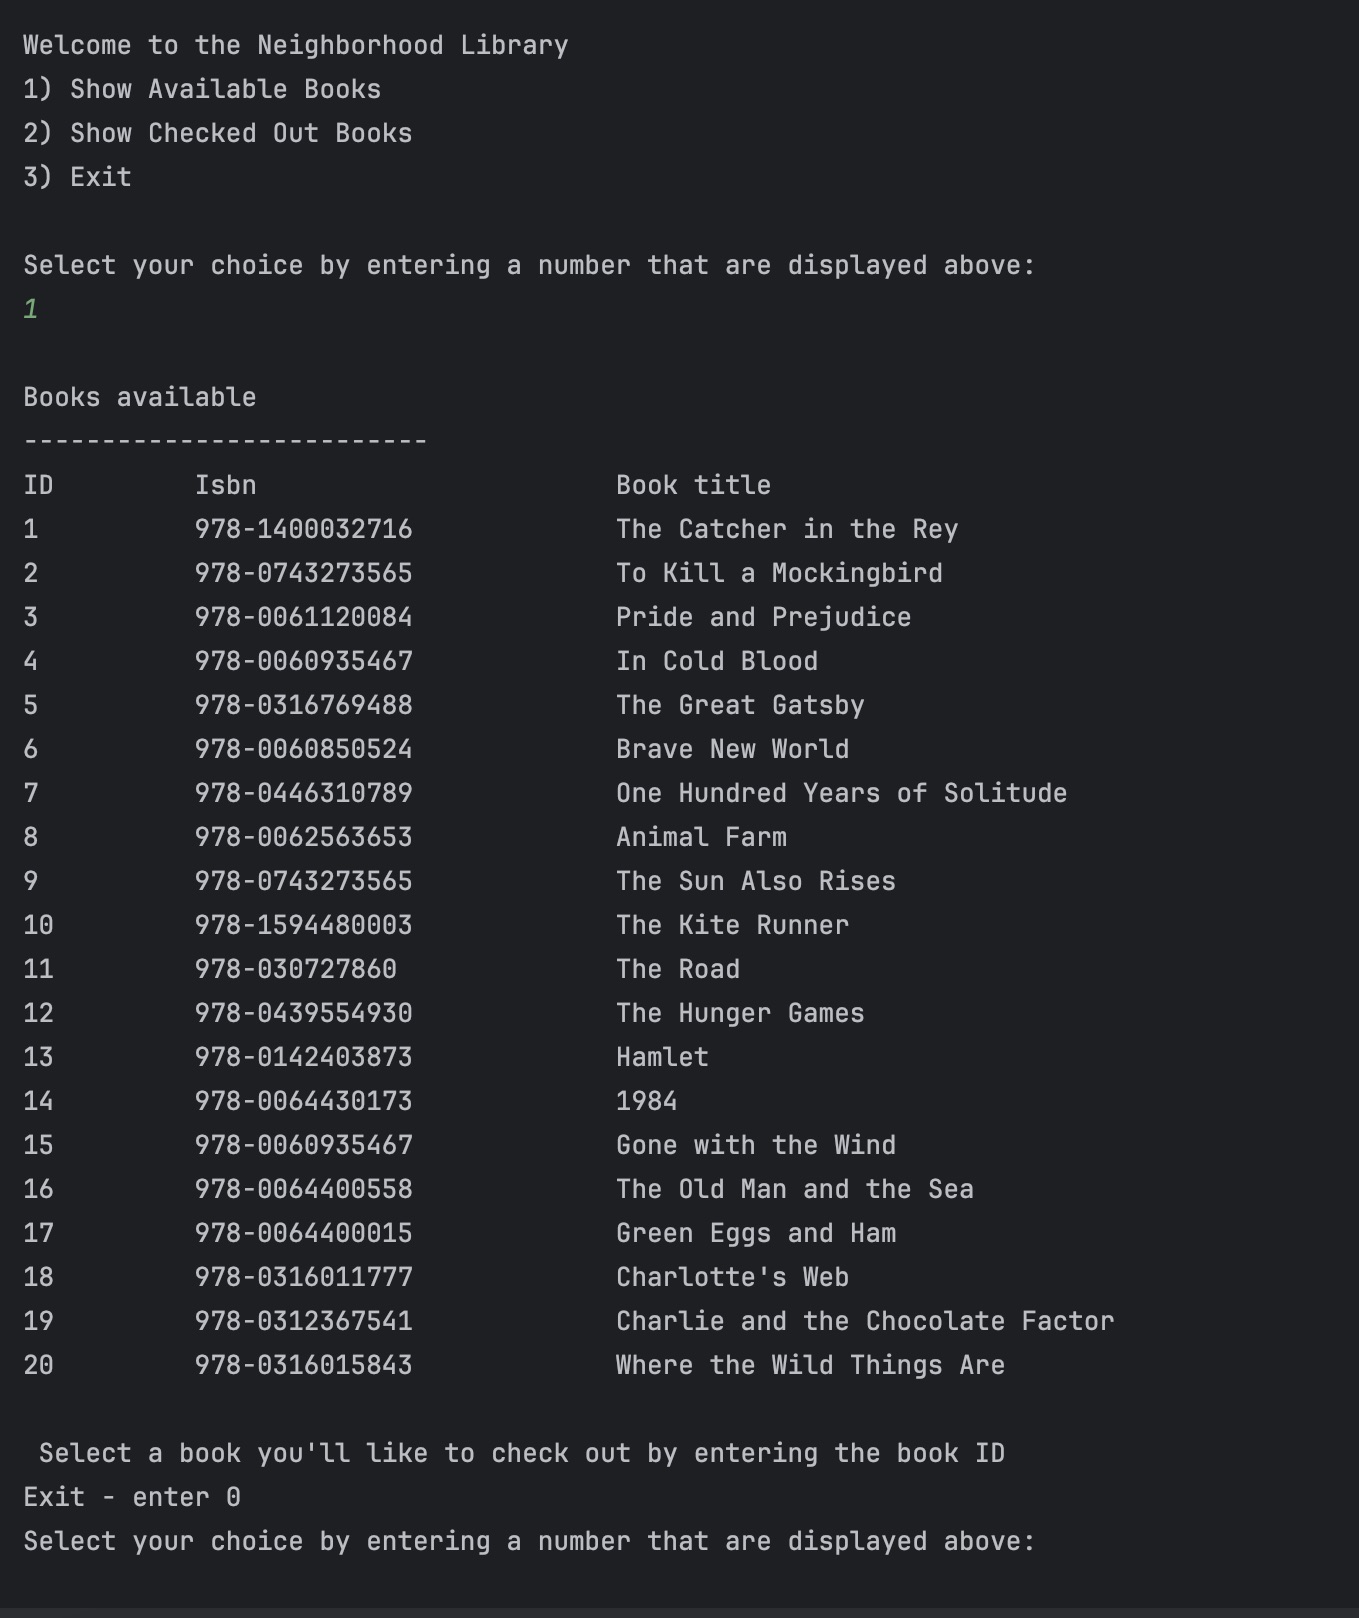 Welcome to the Neighborhood Library
1) Show Available Books
2) Show Checked Out Books
3) Exit
Select your choice by entering a number that are displayed above:
1
Books available
--------------------------
ID Isbn Book title
1 978-1400032716 The Catcher in the Rey
2 978-0743273565 To Kill a Mockingbird
3 978-0061120084 Pride and Prejudice
4 978-0060935467 In Cold Blood
5 978-0316769488 The Great Gatsby
6 978-0060850524 Brave New World
7 978-0446310789 One Hundred Years of Solitude
8 978-0062563653 Animal Farm
9 978-0743273565 The Sun Also Rises
10 978-1594480003 The Kite Runner
11 978-030727860 The Road
12 978-0439554930 The Hunger Games
13 978-0142403873 Hamlet
14 978-0064430173 1984
15 978-0060935467 Gone with the Wind
16 978-0064400558 The Old Man and the Sea
17 978-0064400015 Green Eggs and Ham
18 978-0316011777 Charlotte's Web
19 978-0312367541 Charlie and the Chocolate Factor
20 978-0316015843 Where the Wild Things Are
Select a book you'll like to check out by entering the book ID
Exit - enter 0
Select your choice by entering a number that are displayed above: